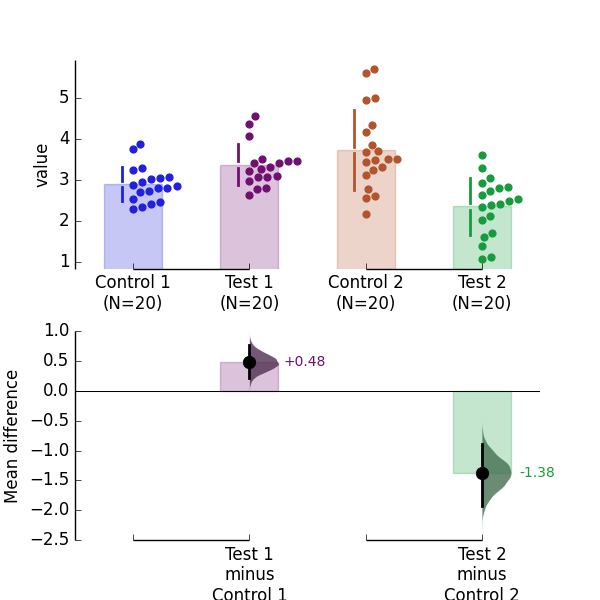 value
5
4
3
2
1
Control 1
(N=20)
Test 1
(N=20)
Control 2
(N=20)
Test 2
(N=20)
Mean difference
1.0
0.5
0.0
−0.5
−1.0
−1.5
−2.0
−2.5
+0.48
-1.38
Test 1
minus
Control 1
Test 2
minus
Control 2